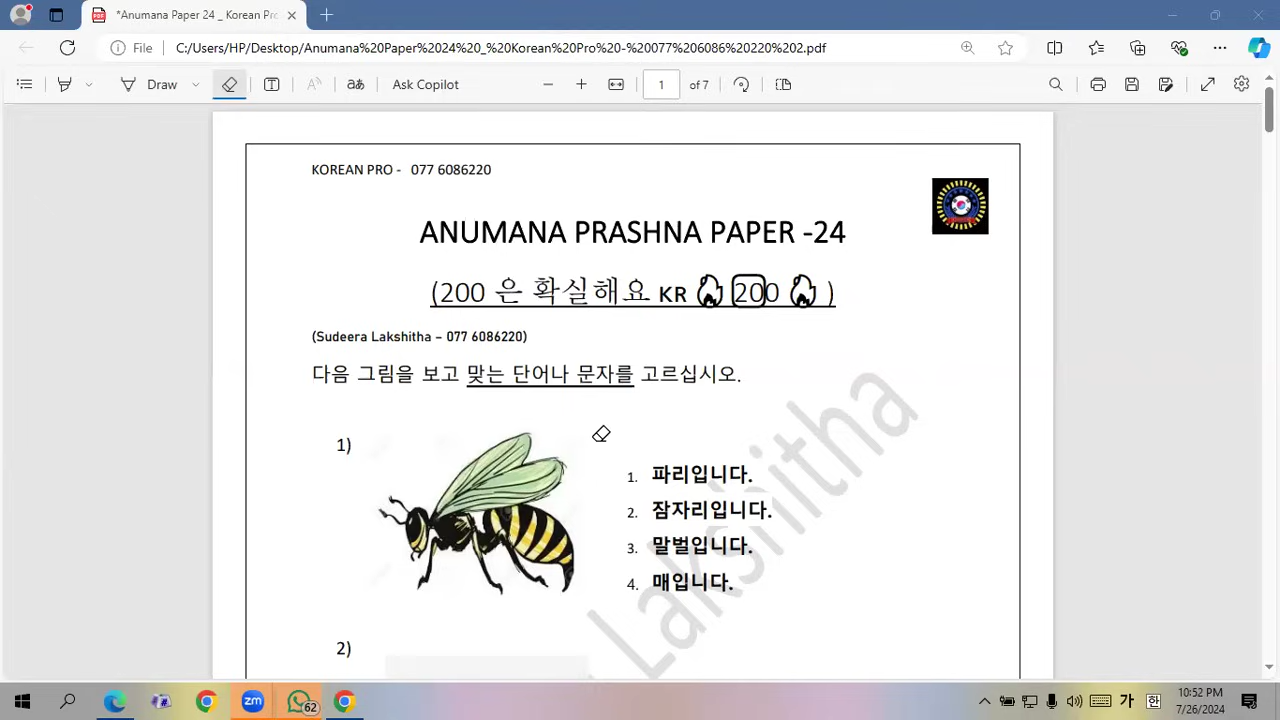 *Anumana Paper 24 _ Korean Pro
File C:/Users/HP/Desktop/Anumana%20Paper%2024%20_%20Korean%20Pro%20-%20077%206086%20220%202.pdf
Draw aあ Ask Copilot 1 of 7
KOREAN PRO - 077 6086220
ANUMANA PRASHNA PAPER -24
(200 은 확실해요 KR 🔥 200 🔥 )
(Sudeera Lakshitha – 077 6086220)
다음 그림을 보고 맞는 단어나 문자를 고르십시오.
1)
1. 파리입니다.
2. 잠자리입니다.
3. 말벌입니다.
4. 매입니다.
2)
Lakshitha
Lakshitha
zm 62 가 한 10:52 PM
7/26/2024